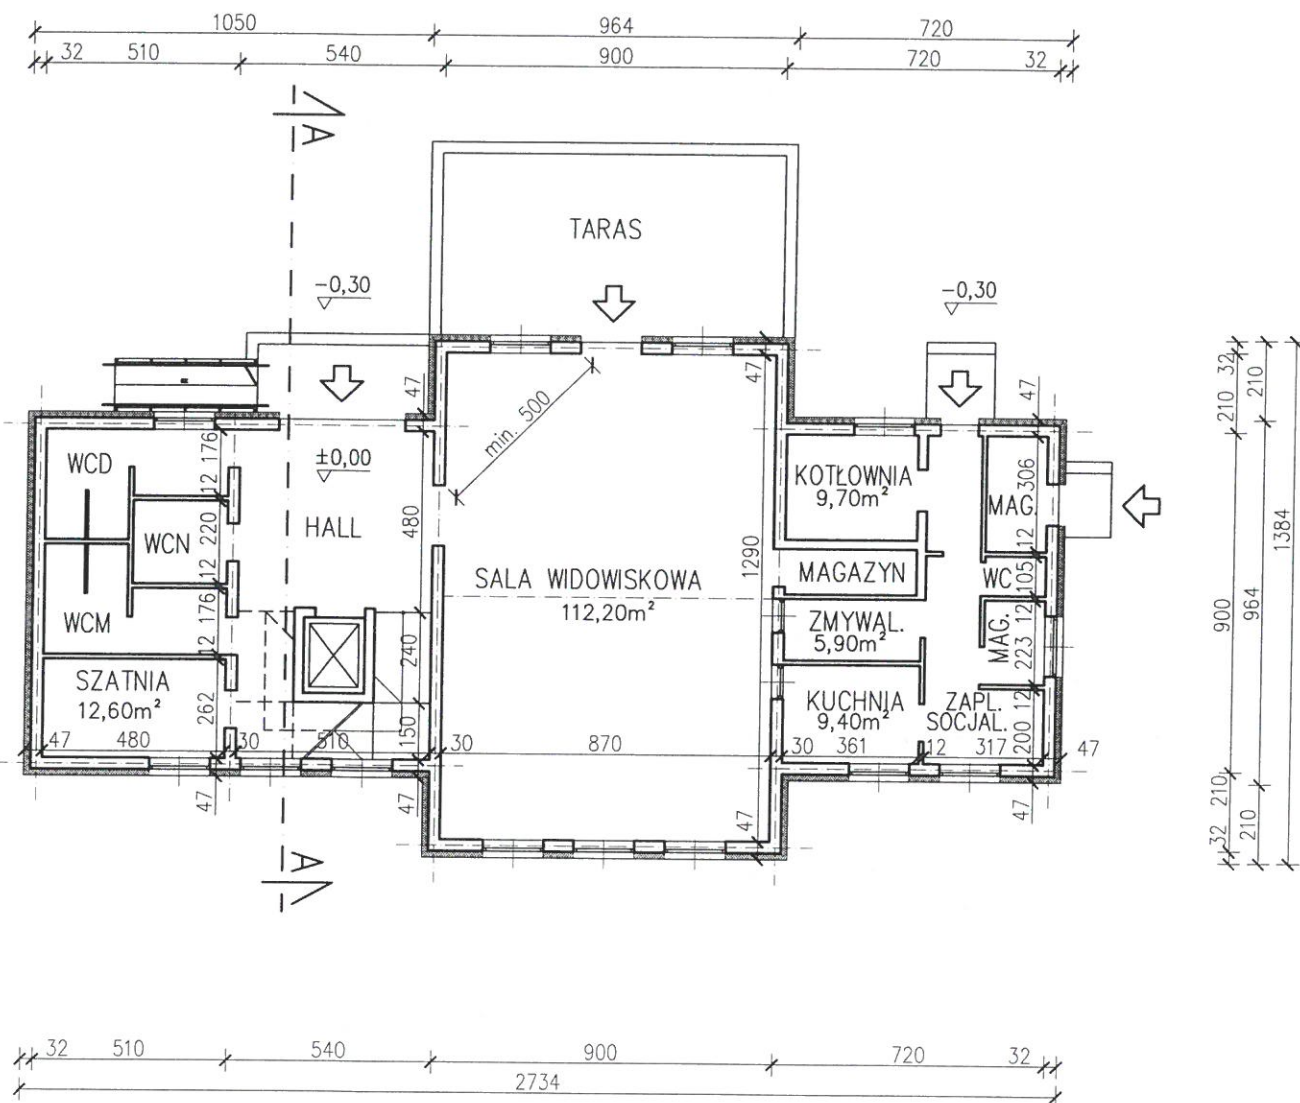 1050 964 720
32 510 540 900 720 32
A
TARAS
-0,30
-0,30
47
47
47
32
210
210
min. 500
WCD
176
±0,00
KOTŁOWNIA
9,70m²
306
MAG.
12
220
480
HALL
WCN
12
12
1384
1290
SALA WIDOWISKOWA
112,20m²
MAGAZYN
WC
105
176
WCM
12
ZMYWAL.
5,90m²
12
MAG.
223
900
964
SZATNIA
12,60m²
240
262
KUCHNIA
9,40m²
12
ZAPL.
SOCJAL.
200
150
47 480 30 510 30 870 30 361 12 317 47
47
47
47
47
210
32
210
A
32 510 540 900 720 32
2734